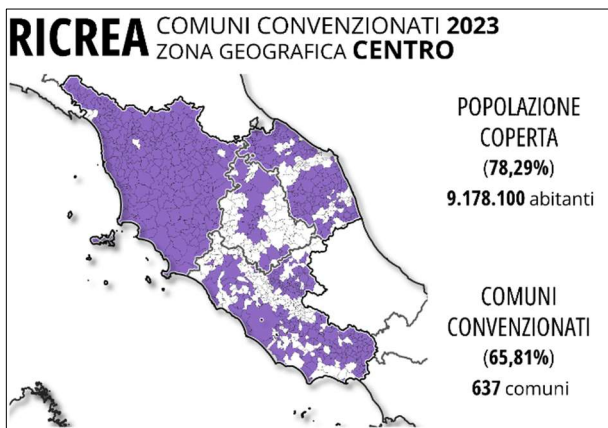 RICREA COMUNI CONVENZIONATI 2023
ZONA GEOGRAFICA CENTRO
POPOLAZIONE
COPERTA
(78,29%)
9.178.100 abitanti
COMUNI
CONVENZIONATI
(65,81%)
637 comuni